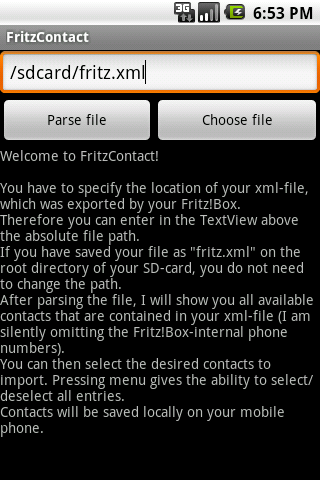 3G
6:53 PM
FritzContact
/sdcard/fritz.xml
Parse file
Choose file
Welcome to FritzContact!
You have to specify the location of your xml-file,
which was exported by your Fritz!Box.
Therefore you can enter in the TextView above
the absolute file path.
If you have saved your file as "fritz.xml" on the
root directory of your SD-card, you do not need
to change the path.
After parsing the file, I will show you all available
contacts that are contained in your xml-file (I am
silently omitting the Fritz!Box-internal phone
numbers).
You can then select the desired contacts to
import. Pressing menu gives the ability to select/
deselect all entries.
Contacts will be saved locally on your mobile
phone.